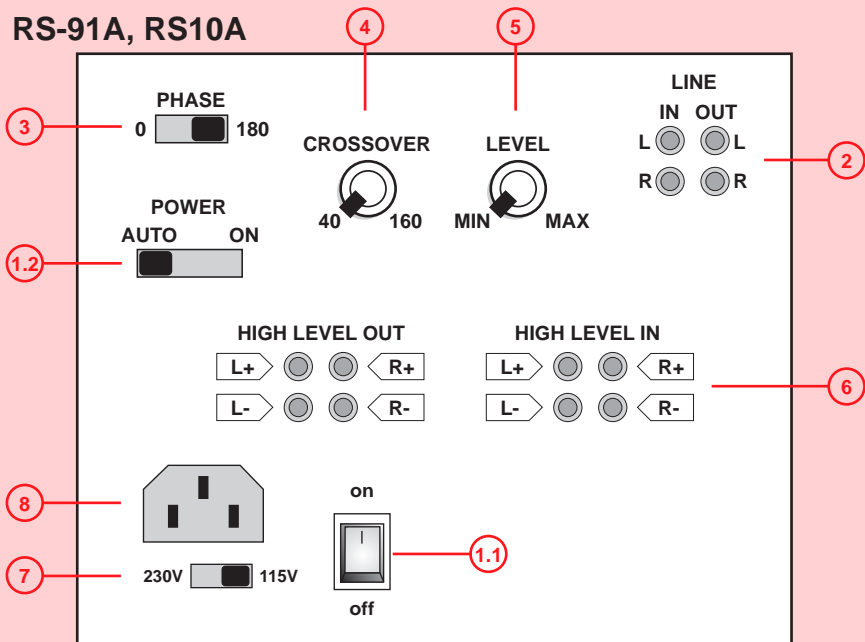 RS-91A, RS10A
4
5
3
PHASE
0 180
CROSSOVER
40 160
LEVEL
MIN MAX
LINE
IN OUT
L L
R R
2
POWER
AUTO ON
1.2
HIGH LEVEL OUT
L+ R+
L- R-
HIGH LEVEL IN
L+ R+
L- R-
6
8
7
230V 115V
on
off
1.1